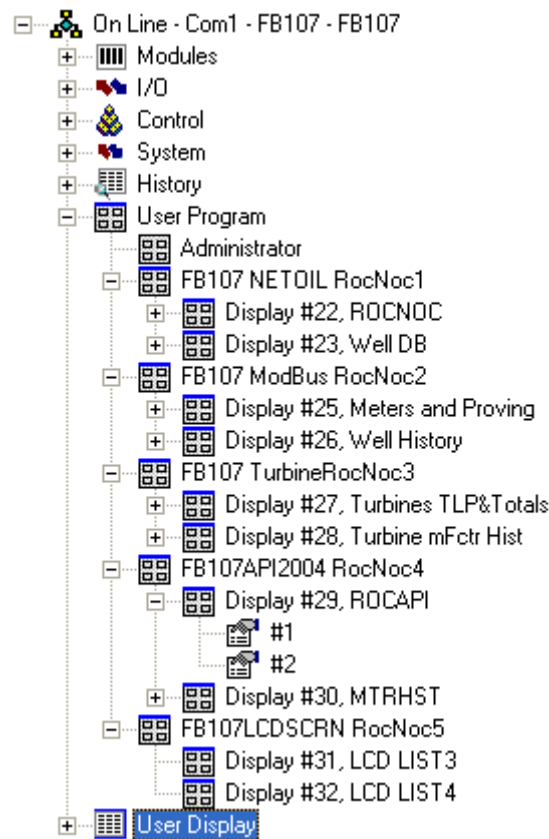 On Line - Com1 - FB107 - FB107
Modules
I/O
Control
System
History
User Program
Administrator
FB107 NETOIL RocNoc1
Display #22, ROCNOC
Display #23, Well DB
FB107 ModBus RocNoc2
Display #25, Meters and Proving
Display #26, Well History
FB107 TurbineRocNoc3
Display #27, Turbines TLP&Totals
Display #28, Turbine mFctr Hist
FB107API2004 RocNoc4
Display #29, ROCAPI
#1
#2
Display #30, MTRHST
FB107LCDSCRN RocNoc5
Display #31, LCD LIST3
Display #32, LCD LIST4
User Display